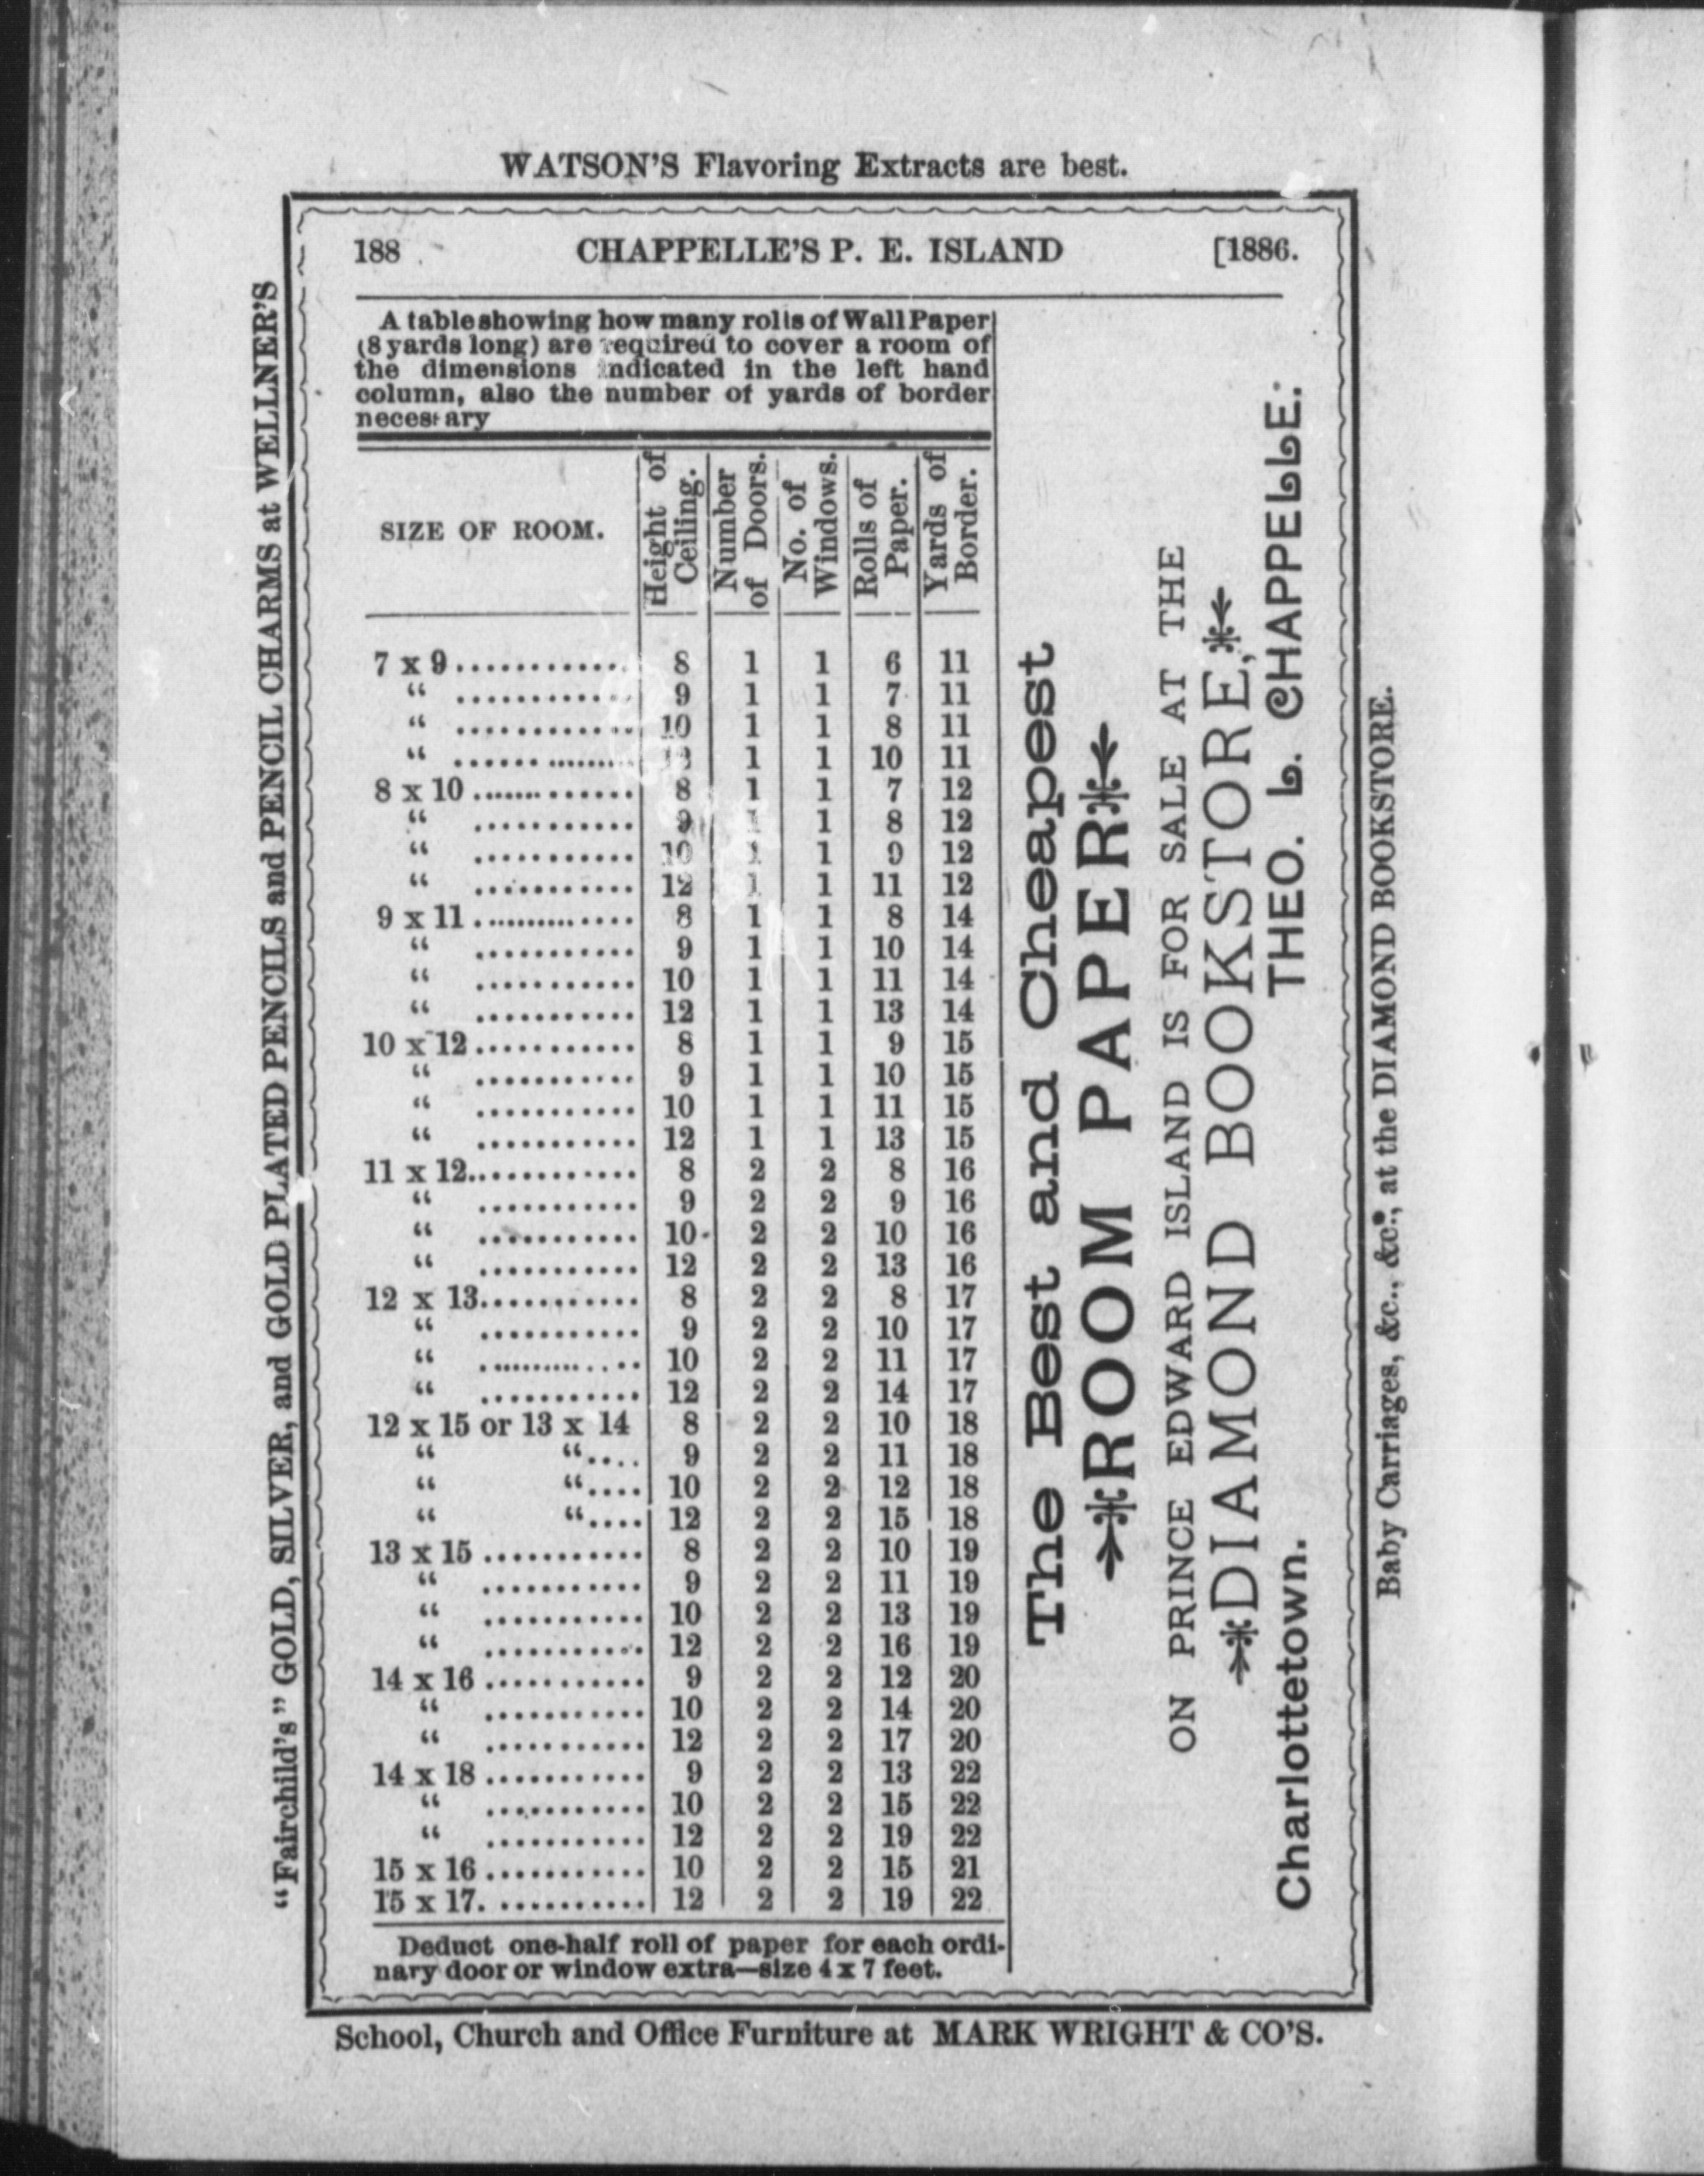 WATSON'S Flavoring Extracts are best.
188 CHAPPELLE'S P. E. ISLAND [1886.
A table showing how many rolls of Wall Paper
(8 yards long) are required to cover a room of
the dimensions indicated in the left hand
column, also the number of yards of border
necessary
SIZE OF ROOM. Height of Ceiling. Number of Doors. No. of Windows. Rolls of Paper. Yards of Border.
7 x 9 ............ 8 1 1 6 11
“ ............ 9 1 1 7 11
“ ............ 10 1 1 8 11
“ ............ 1 1 10 11
8 x 10 ............ 8 1 1 7 12
“ ........... 9 1 1 8 12
“ ........... 10 1 1 9 12
“ ........... 12 1 1 11 12
9 x 11 ............ 8 1 1 8 14
“ ........... 9 1 1 10 14
“ ........... 10 1 1 11 14
“ ........... 12 1 1 13 14
10 x 12 ........... 8 1 1 9 15
“ ........... 9 1 1 10 15
“ ........... 10 1 1 11 15
“ ........... 12 1 1 13 15
11 x 12 ............ 8 2 2 8 16
“ ........... 9 2 2 9 16
“ ........... 10 2 2 10 16
“ ........... 12 2 2 13 16
12 x 13 ........... 8 2 2 8 17
“ ........... 9 2 2 10 17
“ ........... 10 2 2 11 17
“ ........... 12 2 2 14 17
12 x 15 or 13 x 14 8 2 2 10 18
“ “ .... 9 2 2 11 18
“ “ .... 10 2 2 12 18
“ “ .... 12 2 2 15 18
13 x 15 ........... 8 2 2 10 19
“ ........... 9 2 2 11 19
“ ........... 10 2 2 13 19
“ ........... 12 2 2 16 19
14 x 16 ........... 9 2 2 12 20
“ ........... 10 2 2 14 20
“ ........... 12 2 2 17 20
14 x 18 ........... 9 2 2 13 22
“ ........... 10 2 2 15 22
“ ........... 12 2 2 19 22
15 x 16 ........... 10 2 2 15 21
15 x 17. .......... 12 2 2 19 22
Deduct one-half roll of paper for each ordi-
nary door or window extra—size 4 x 7 feet.
The Best and Cheapest
ROOM PAPER
ON PRINCE EDWARD ISLAND IS FOR SALE AT THE
DIAMOND BOOKSTORE,
Charlottetown. THEO. L. CHAPPELLE.
"Fairchild's" GOLD, SILVER, and GOLD PLATED PENCILS and PENCIL CHARMS at WELLNER'S
Baby Carriages, &c., &c., at the DIAMOND BOOKSTORE.
School, Church and Office Furniture at MARK WRIGHT & CO'S.